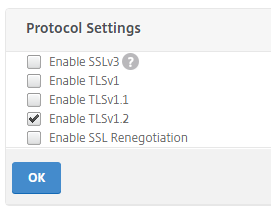 Protocol Settings
Enable SSLv3 ?
Enable TLSv1
Enable TLSv1.1
Enable TLSv1.2
Enable SSL Renegotiation
OK